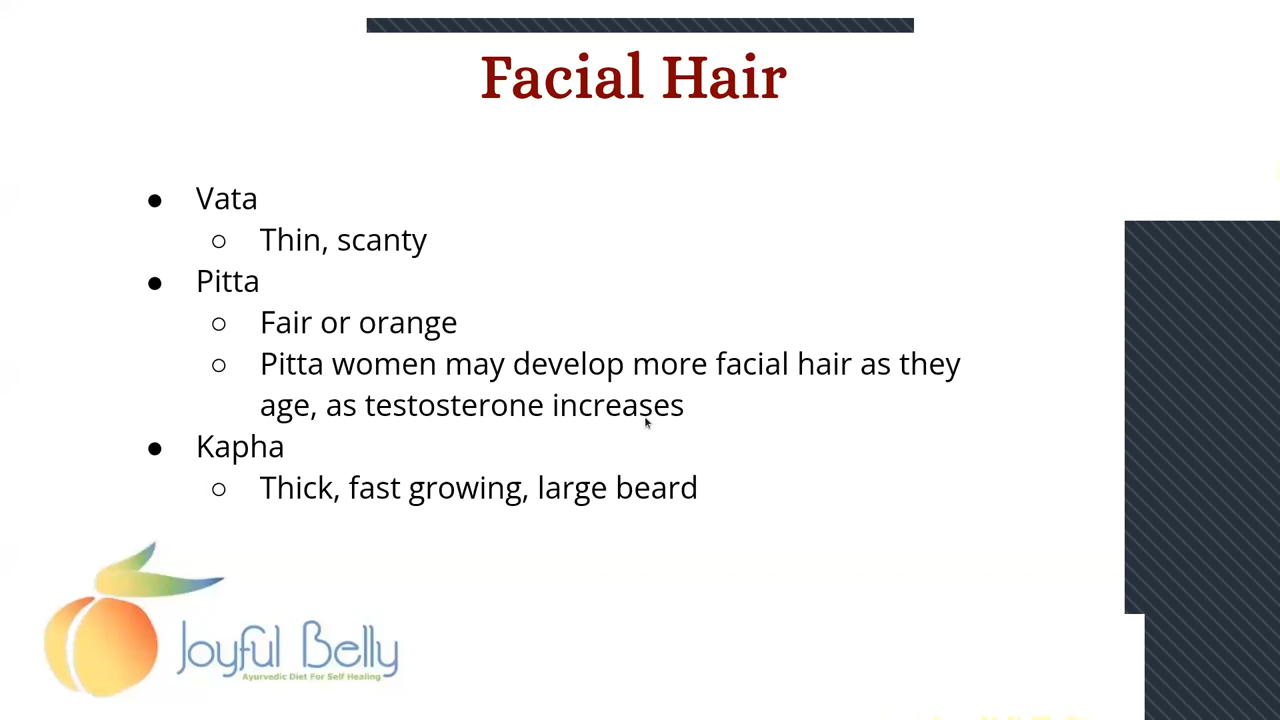 Facial Hair
● Vata
○ Thin, scanty
● Pitta
○ Fair or orange
○ Pitta women may develop more facial hair as they
age, as testosterone increases
● Kapha
○ Thick, fast growing, large beard
Joyful Belly
Ayurvedic Diet For Self Healing